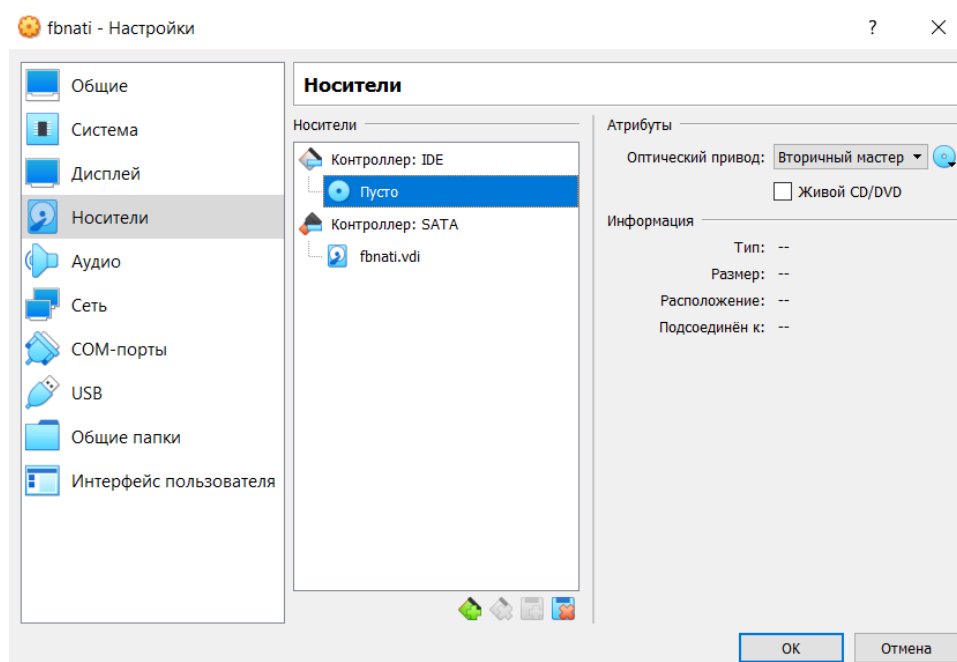 fbnati - Настройки
?
Общие
Система
Дисплей
Носители
Аудио
Сеть
COM-порты
USB
Общие папки
Интерфейс пользователя
Носители
Носители
Контроллер: IDE
Пусто
Контроллер: SATA
fbnati.vdi
Атрибуты
Оптический привод: Вторичный мастер
Живой CD/DVD
Информация
Тип: --
Размер: --
Расположение: --
Подсоединён к: --
OK Отмена